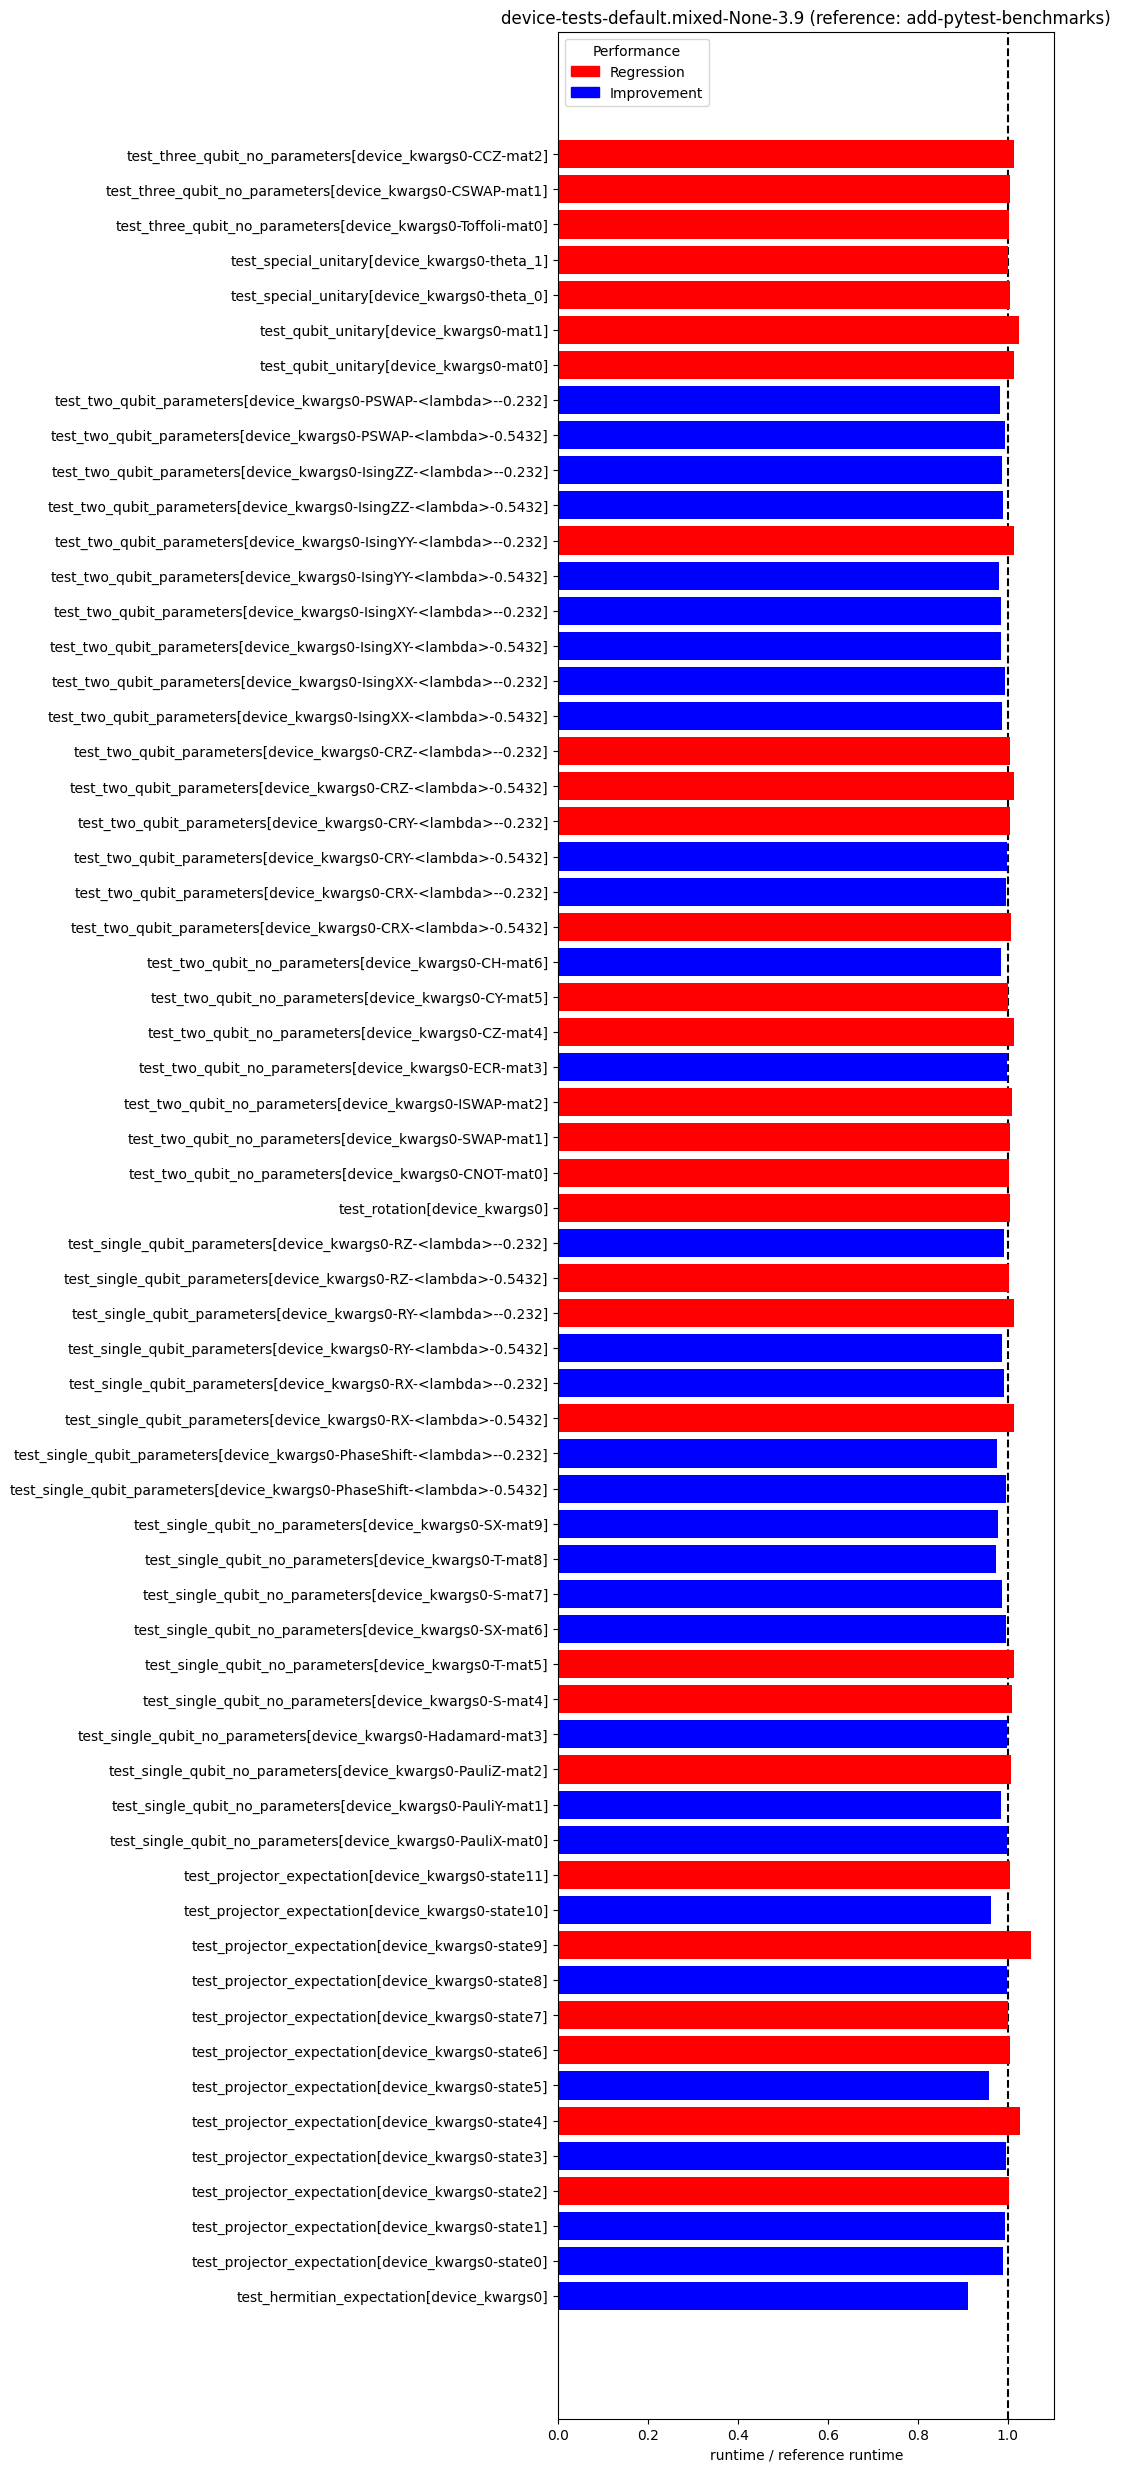 device-tests-default.mixed-None-3.9 (reference: add-pytest-benchmarks)
Performance
Regression
Improvement
test_three_qubit_no_parameters[device_kwargs0-CCZ-mat2]
test_three_qubit_no_parameters[device_kwargs0-CSWAP-mat1]
test_three_qubit_no_parameters[device_kwargs0-Toffoli-mat0]
test_special_unitary[device_kwargs0-theta_1]
test_special_unitary[device_kwargs0-theta_0]
test_qubit_unitary[device_kwargs0-mat1]
test_qubit_unitary[device_kwargs0-mat0]
test_two_qubit_parameters[device_kwargs0-PSWAP-<lambda>--0.232]
test_two_qubit_parameters[device_kwargs0-PSWAP-<lambda>-0.5432]
test_two_qubit_parameters[device_kwargs0-IsingZZ-<lambda>--0.232]
test_two_qubit_parameters[device_kwargs0-IsingZZ-<lambda>-0.5432]
test_two_qubit_parameters[device_kwargs0-IsingYY-<lambda>--0.232]
test_two_qubit_parameters[device_kwargs0-IsingYY-<lambda>-0.5432]
test_two_qubit_parameters[device_kwargs0-IsingXY-<lambda>--0.232]
test_two_qubit_parameters[device_kwargs0-IsingXY-<lambda>-0.5432]
test_two_qubit_parameters[device_kwargs0-IsingXX-<lambda>--0.232]
test_two_qubit_parameters[device_kwargs0-IsingXX-<lambda>-0.5432]
test_two_qubit_parameters[device_kwargs0-CRZ-<lambda>--0.232]
test_two_qubit_parameters[device_kwargs0-CRZ-<lambda>-0.5432]
test_two_qubit_parameters[device_kwargs0-CRY-<lambda>--0.232]
test_two_qubit_parameters[device_kwargs0-CRY-<lambda>-0.5432]
test_two_qubit_parameters[device_kwargs0-CRX-<lambda>--0.232]
test_two_qubit_parameters[device_kwargs0-CRX-<lambda>-0.5432]
test_two_qubit_no_parameters[device_kwargs0-CH-mat6]
test_two_qubit_no_parameters[device_kwargs0-CY-mat5]
test_two_qubit_no_parameters[device_kwargs0-CZ-mat4]
test_two_qubit_no_parameters[device_kwargs0-ECR-mat3]
test_two_qubit_no_parameters[device_kwargs0-ISWAP-mat2]
test_two_qubit_no_parameters[device_kwargs0-SWAP-mat1]
test_two_qubit_no_parameters[device_kwargs0-CNOT-mat0]
test_rotation[device_kwargs0]
test_single_qubit_parameters[device_kwargs0-RZ-<lambda>--0.232]
test_single_qubit_parameters[device_kwargs0-RZ-<lambda>-0.5432]
test_single_qubit_parameters[device_kwargs0-RY-<lambda>--0.232]
test_single_qubit_parameters[device_kwargs0-RY-<lambda>-0.5432]
test_single_qubit_parameters[device_kwargs0-RX-<lambda>--0.232]
test_single_qubit_parameters[device_kwargs0-RX-<lambda>-0.5432]
test_single_qubit_parameters[device_kwargs0-PhaseShift-<lambda>--0.232]
test_single_qubit_parameters[device_kwargs0-PhaseShift-<lambda>-0.5432]
test_single_qubit_no_parameters[device_kwargs0-SX-mat9]
test_single_qubit_no_parameters[device_kwargs0-T-mat8]
test_single_qubit_no_parameters[device_kwargs0-S-mat7]
test_single_qubit_no_parameters[device_kwargs0-SX-mat6]
test_single_qubit_no_parameters[device_kwargs0-T-mat5]
test_single_qubit_no_parameters[device_kwargs0-S-mat4]
test_single_qubit_no_parameters[device_kwargs0-Hadamard-mat3]
test_single_qubit_no_parameters[device_kwargs0-PauliZ-mat2]
test_single_qubit_no_parameters[device_kwargs0-PauliY-mat1]
test_single_qubit_no_parameters[device_kwargs0-PauliX-mat0]
test_projector_expectation[device_kwargs0-state11]
test_projector_expectation[device_kwargs0-state10]
test_projector_expectation[device_kwargs0-state9]
test_projector_expectation[device_kwargs0-state8]
test_projector_expectation[device_kwargs0-state7]
test_projector_expectation[device_kwargs0-state6]
test_projector_expectation[device_kwargs0-state5]
test_projector_expectation[device_kwargs0-state4]
test_projector_expectation[device_kwargs0-state3]
test_projector_expectation[device_kwargs0-state2]
test_projector_expectation[device_kwargs0-state1]
test_projector_expectation[device_kwargs0-state0]
test_hermitian_expectation[device_kwargs0]
0.0 0.2 0.4 0.6 0.8 1.0
runtime / reference runtime